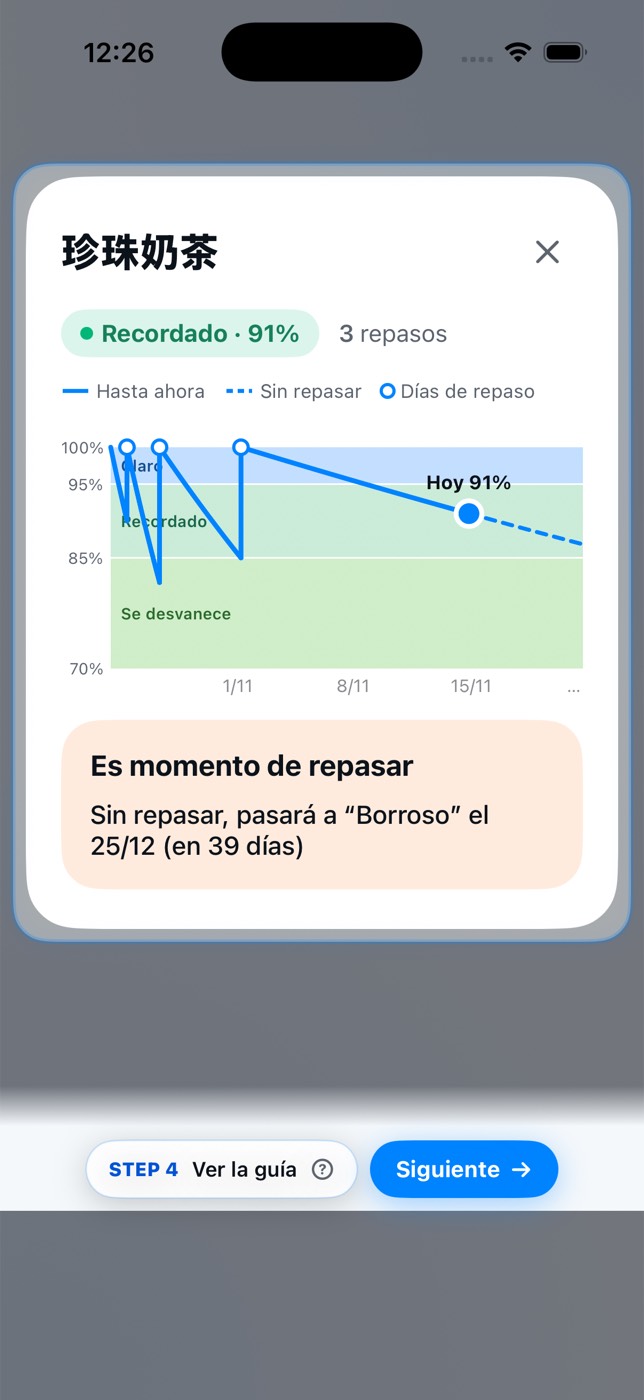 12:26
珍珠奶茶
Recordado · 91% 3 repasos
Hasta ahora Sin repasar Días de repaso
100%
Claro
95%
Hoy 91%
Recordado
85%
Se desvanece
70%
1/11 8/11 15/11 ...
Es momento de repasar
Sin repasar, pasará a “Borroso” el
25/12 (en 39 días)
STEP 4 Ver la guía ?
Siguiente →